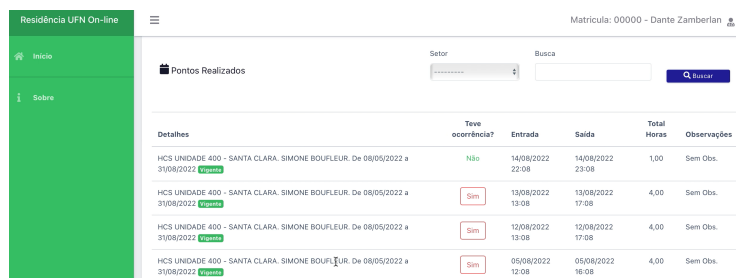 Residência UFN On-line
Matricula: 00000 - Dante Zamberlan
Início
Sobre
Pontos Realizados
Setor
Busca
---------
Buscar
Detalhes
Teve ocorrência?
Entrada
Saída
Total Horas
Observações
HCS UNIDADE 400 - SANTA CLARA. SIMONE BOUFLEUR. De 08/05/2022 a
31/08/2022 Vigente
Não
14/08/2022
22:08
14/08/2022
23:08
1,00
Sem Obs.
HCS UNIDADE 400 - SANTA CLARA. SIMONE BOUFLEUR. De 08/05/2022 a
31/08/2022 Vigente
Sim
13/08/2022
13:08
13/08/2022
17:08
4,00
Sem Obs.
HCS UNIDADE 400 - SANTA CLARA. SIMONE BOUFLEUR. De 08/05/2022 a
31/08/2022 Vigente
Sim
12/08/2022
13:08
12/08/2022
17:08
4,00
Sem Obs.
HCS UNIDADE 400 - SANTA CLARA. SIMONE BOUFLEUR. De 08/05/2022 a
31/08/2022 Vigente
Sim
05/08/2022
12:08
05/08/2022
16:08
4,00
Sem Obs.